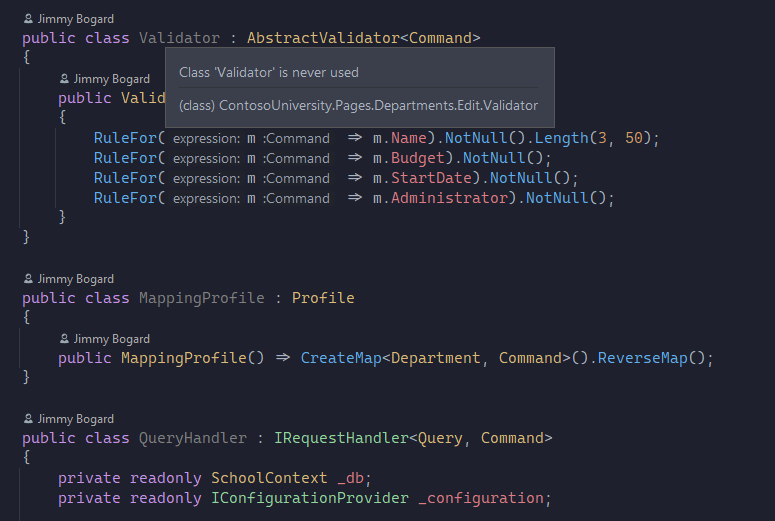 Jimmy Bogard
public class Validator : AbstractValidator<Command>
{
Class 'Validator' is never used
Jimmy Bogard
(class) ContosoUniversity.Pages.Departments.Edit.Validator
public Valid
{
RuleFor( expression: m :Command => m.Name).NotNull().Length(3, 50);
RuleFor( expression: m :Command => m.Budget).NotNull();
RuleFor( expression: m :Command => m.StartDate).NotNull();
RuleFor( expression: m :Command => m.Administrator).NotNull();
}
}
Jimmy Bogard
public class MappingProfile : Profile
{
Jimmy Bogard
public MappingProfile() => CreateMap<Department, Command>().ReverseMap();
}
Jimmy Bogard
public class QueryHandler : IRequestHandler<Query, Command>
{
private readonly SchoolContext _db;
private readonly IConfigurationProvider _configuration;